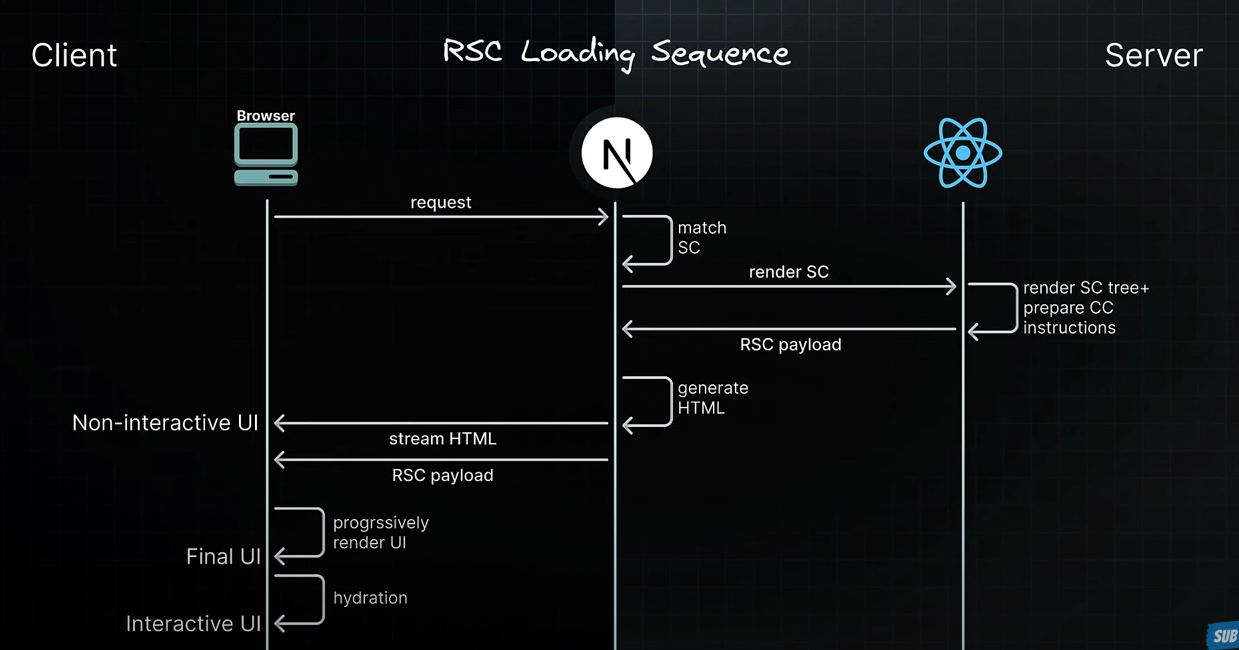 Client
RSC Loading Sequence
Server
Browser
N
request
match
SC
render SC
render SC tree+
prepare CC
instructions
RSC payload
generate
HTML
Non-interactive UI
stream HTML
RSC payload
progrssively
render UI
Final UI
hydration
Interactive UI
SUB